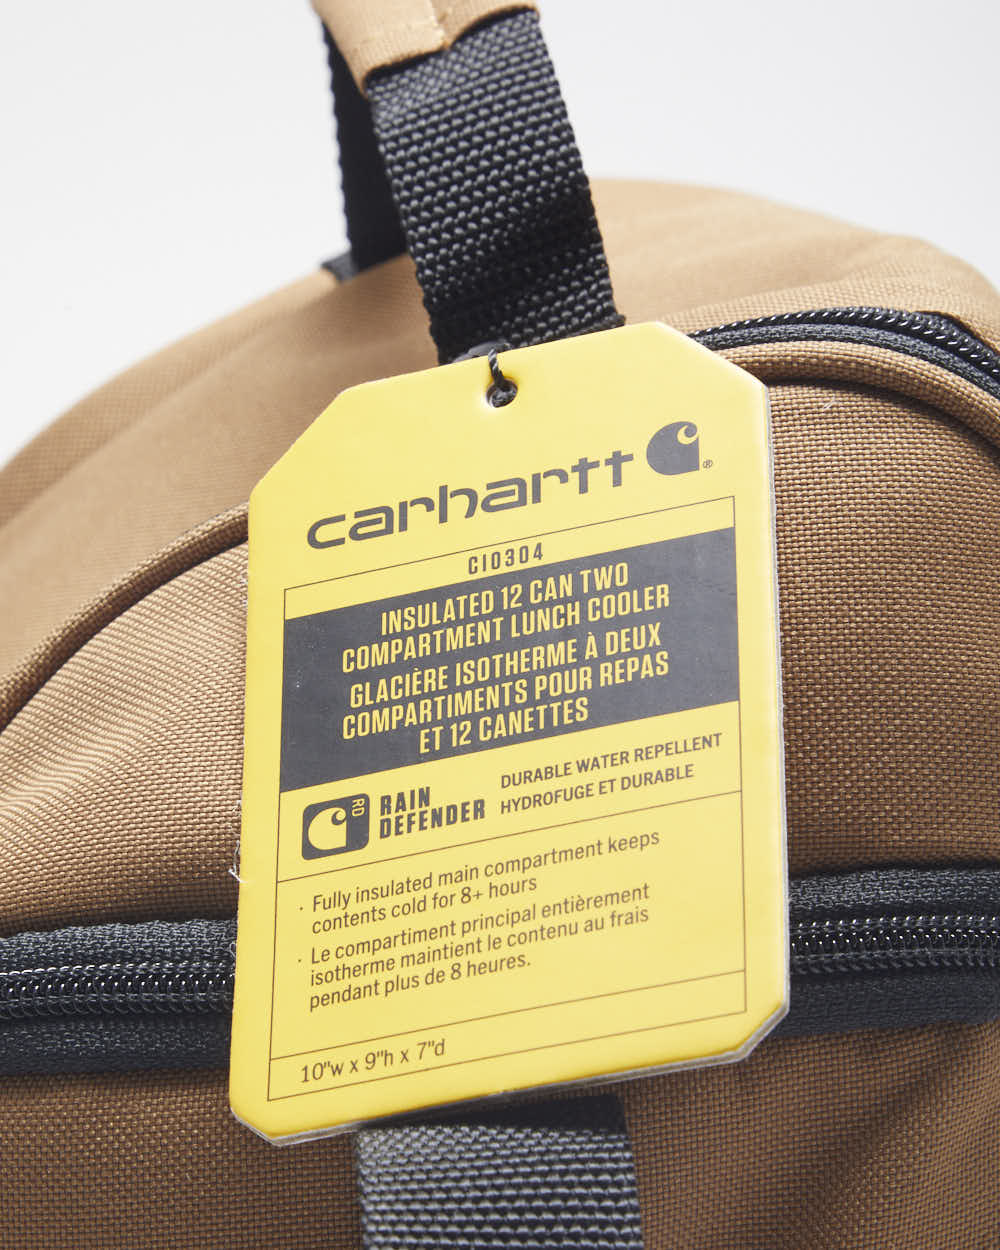 carhartt
CI0304
INSULATED 12 CAN TWO
COMPARTMENT LUNCH COOLER
GLACIÈRE ISOTHERME À DEUX
COMPARTIMENTS POUR REPAS
ET 12 CANETTES
RD
RAIN
DEFENDER
DURABLE WATER REPELLENT
HYDROFUGE ET DURABLE
· Fully insulated main compartment keeps
contents cold for 8+ hours
· Le compartiment principal entièrement
isotherme maintient le contenu au frais
pendant plus de 8 heures.
10"w x 9"h x 7"d